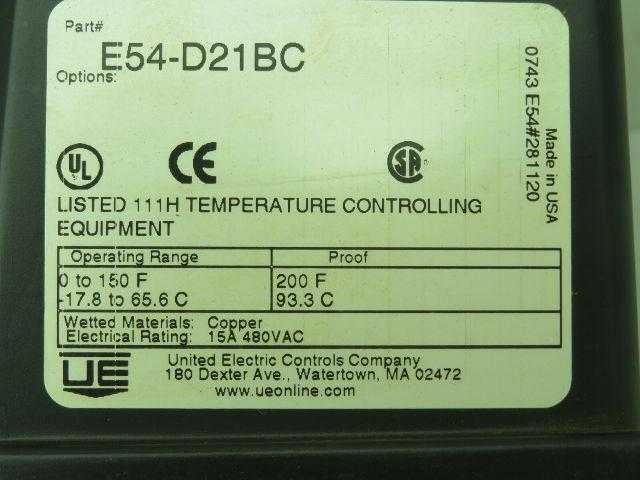 Part#
E54-D21BC
Options:
UL
CE
SA
LISTED 111H TEMPERATURE CONTROLLING
EQUIPMENT
Operating Range Proof
0 to 150 F 200 F
-17.8 to 65.6 C 93.3 C
Wetted Materials: Copper
Electrical Rating: 15A 480VAC
UE
United Electric Controls Company
180 Dexter Ave., Watertown, MA 02472
www.ueonline.com
Made in USA
0743 E54#281120